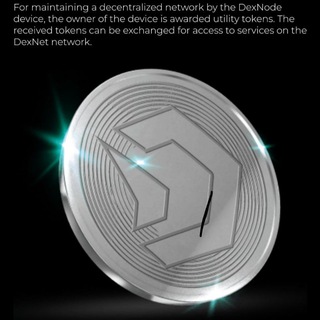 For maintaining a decentralized network by the DexNode
device, the owner of the device is awarded utility tokens. The
received tokens can be exchanged for access to services on the
DexNet network.